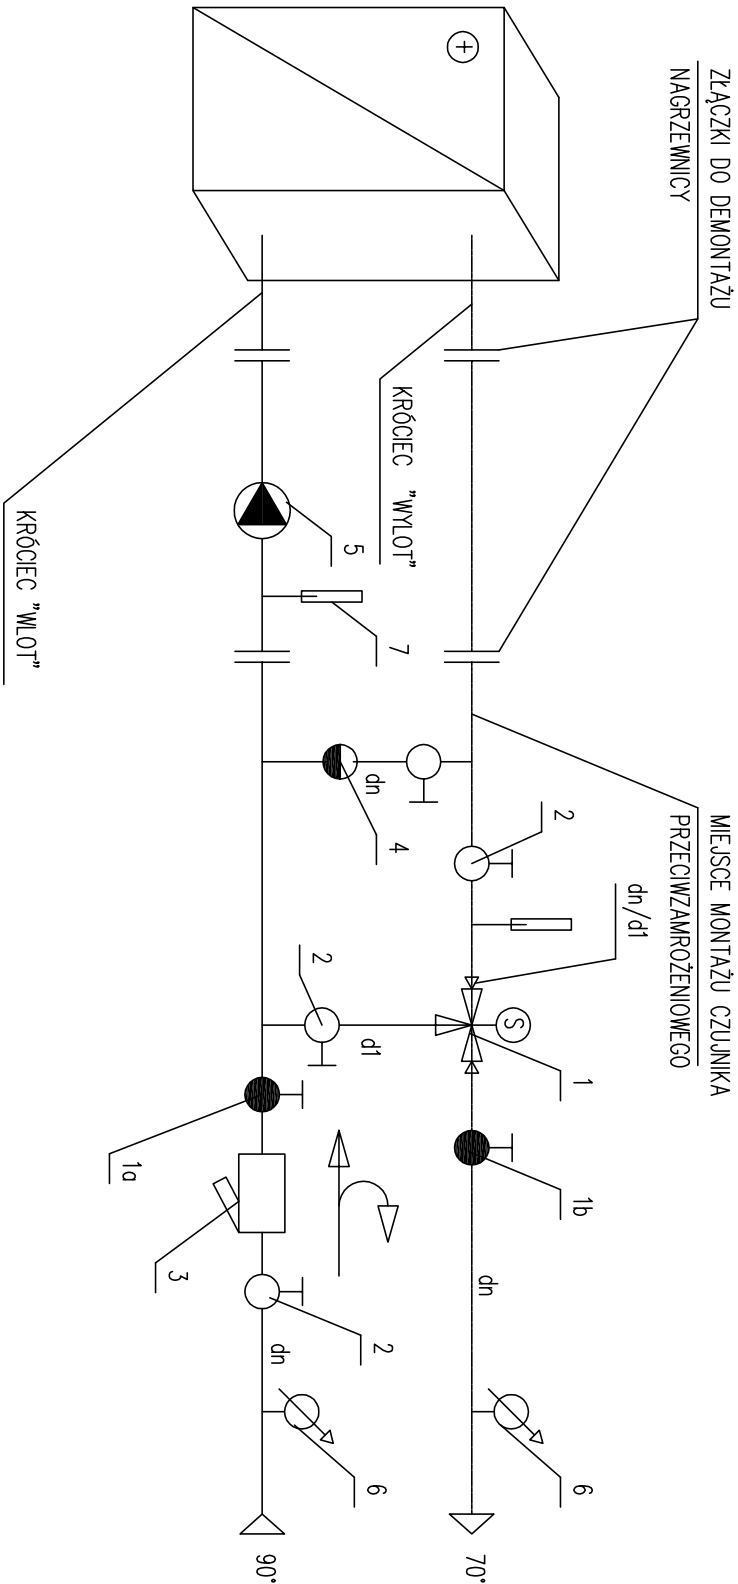 ZŁĄCZKI DO DEMONTAŻU
NAGRZEWNICY
MIEJSCE MONTAŻU CZUJNIKA
PRZECIWZAMROŻENIOWEGO
dn/d1
2
S
1
1b
dn
6
70°
KRÓCIEC "WYLOT"
7
5
dn
4
2
d1
1a
3
2
dn
6
90°
KRÓCIEC "WLOT"